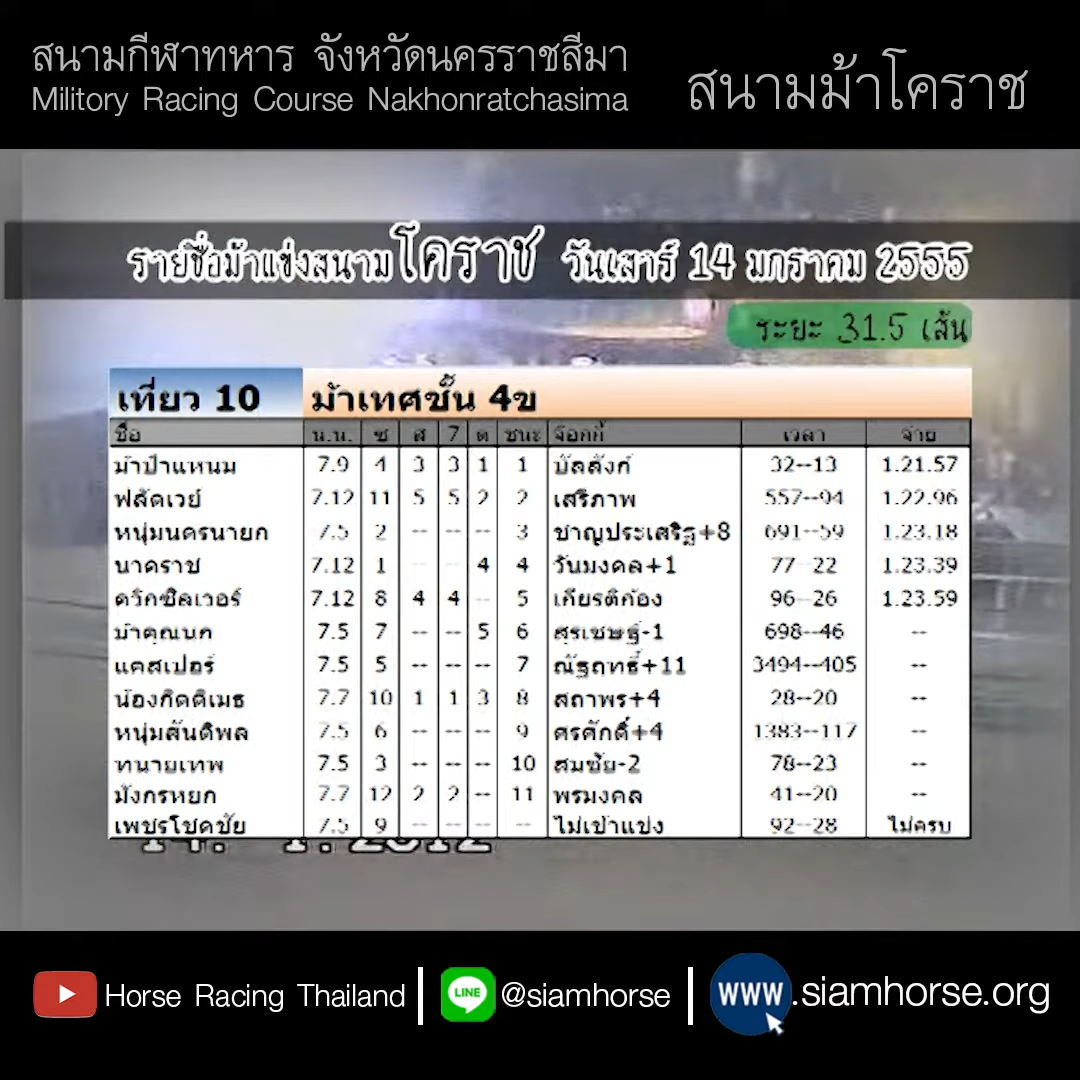 สนามกีฬาทหาร จังหวัดนครราชสีมา
Militory Racing Course Nakhonratchasima
สนามม้าโคราช
รายชื่อม้าแข่งสนามโคราช วันเสาร์ 14 มกราคม 2555
ระยะ 31.5 เส้น
เที่ยว 10 ม้าเทศชั้น 4ข
ชื่อ น.น. ซ ส 7 ต ชนะ จ๊อกกี้ เวลา จ่าย
ม้าป่าแหนม 7.9 4 3 3 1 1 บัลลังก์ 32--13 1.21.57
ฟลัดเวย์ 7.12 11 5 5 2 2 เสรีภาพ 557--94 1.22.96
หนุ่มนครนายก 7.5 2 -- -- -- 3 ชาญประเสริฐ+8 691--59 1.23.18
นาคราช 7.12 1 -- -- 4 4 วันมงคล+1 77--22 1.23.39
ควิกซิลเวอร์ 7.12 8 4 4 -- 5 เกียรติก้อง 96--26 1.23.59
7.5 7 -- -- 5 6 สุรเชษฐ์-1 698--46 --
แคสเปอร์ 7.5 5 -- -- -- 7 ณัฐฤทธิ์+11 3494--405 --
น้องกิตติเมธ 7.7 10 1 1 3 8 สถาพร+4 28--20 --
หนุ่มสันติพล 7.5 6 -- -- -- 9 ศรศักดิ์+4 1383--117 --
ทนายเทพ 7.5 3 -- -- -- 10 สมชัย-2 78--23 --
มังกรหยก 7.7 12 2 2 -- 11 พรมงคล 41--20 --
เพชรโชคชัย 7.5 9 -- -- -- -- ไม่เข้าแข่ง 92--28 ไม่ครบ
14. 1.2012
Horse Racing Thailand
LINE @siamhorse
www.siamhorse.org